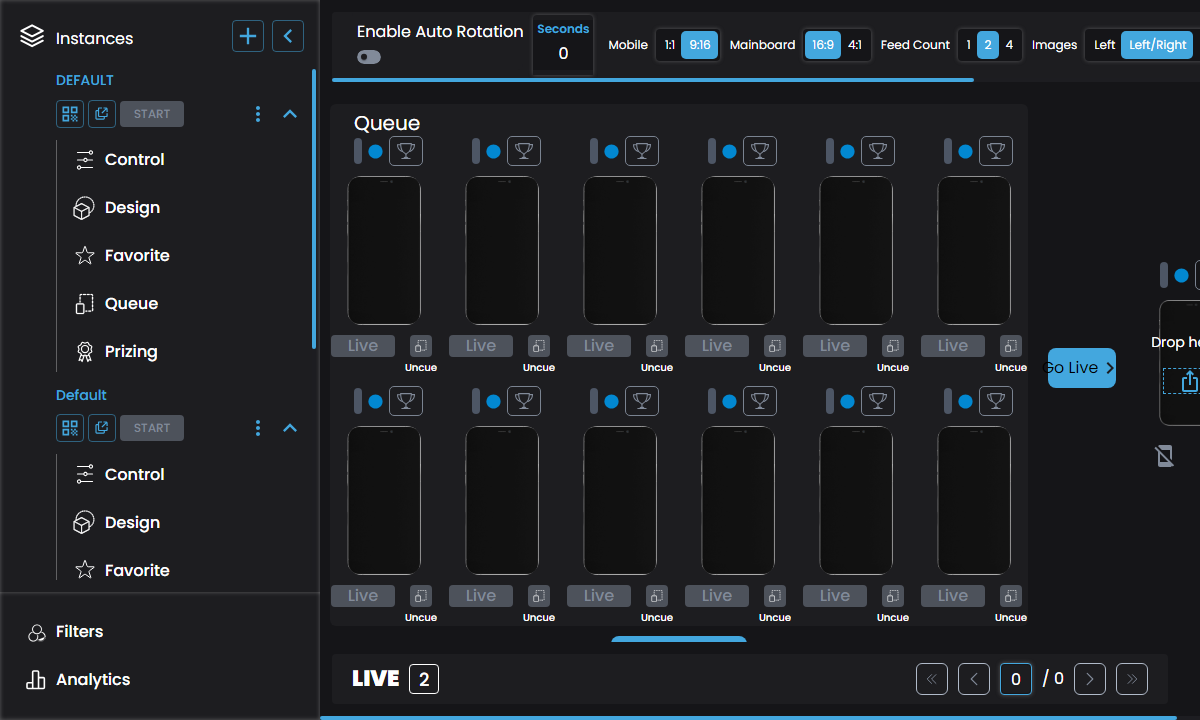 Instances
DEFAULT
START
Control
Design
Favorite
Queue
Prizing
Default
START
Control
Design
Favorite
Filters
Analytics
Enable Auto Rotation
Seconds
0
Mobile 1:1 9:16 Mainboard 16:9 4:1 Feed Count 1 2 4 Images Left Left/Right
Queue
Live Live Live Live Live Live
Uncue Uncue Uncue Uncue Uncue Uncue
Live Live Live Live Live Live
Uncue Uncue Uncue Uncue Uncue Uncue
Go Live
Drop he
LIVE 2
0 / 0